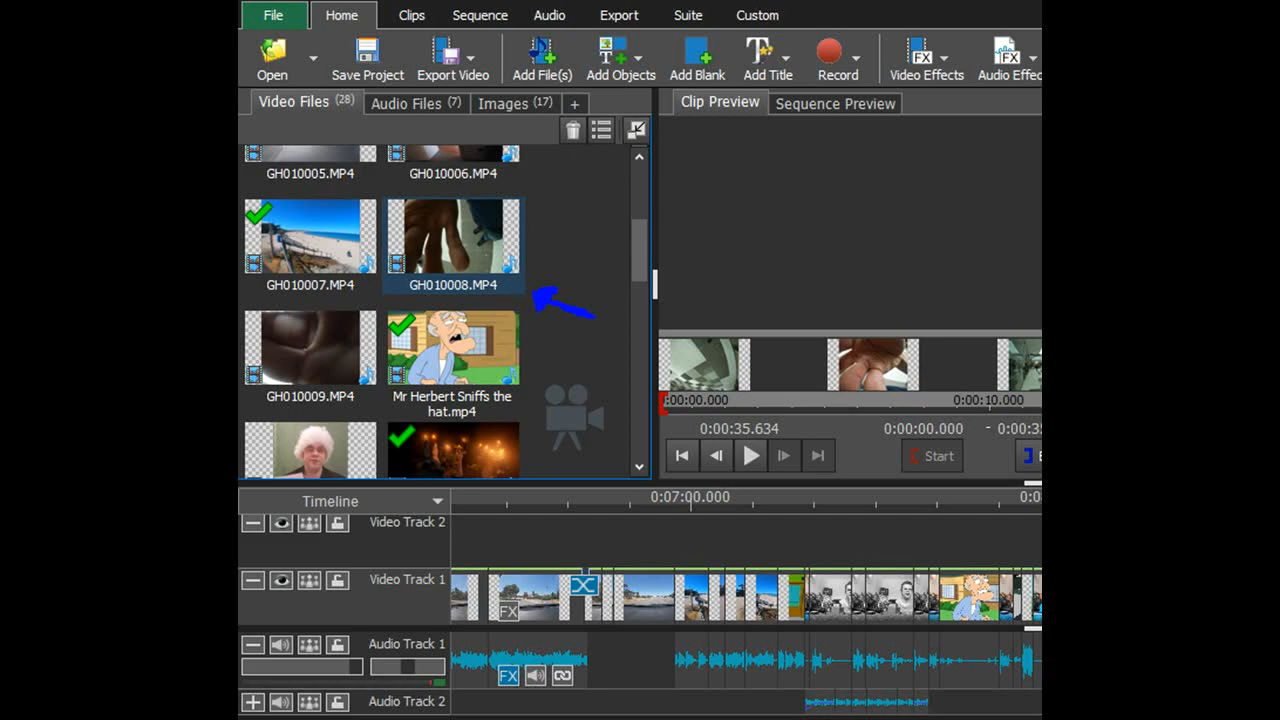 File Home Clips Sequence Audio Export Suite Custom
Open Save Project Export Video Add File(s) Add Objects Add Blank Add Title Record Video Effects Audio Effec
Video Files (28) Audio Files (7) Images (17) + Clip Preview Sequence Preview
GH010005.MP4 GH010006.MP4
GH010007.MP4 GH010008.MP4
GH010009.MP4 Mr Herbert Sniffs the
hat.mp4
:00:00.000 0:00:10.000
0:00:35.634 0:00:00.000 - 0:00:3
Start
Timeline 0:07:00.000 0:0
Video Track 2
Video Track 1
FX
Audio Track 1
FX
Audio Track 2